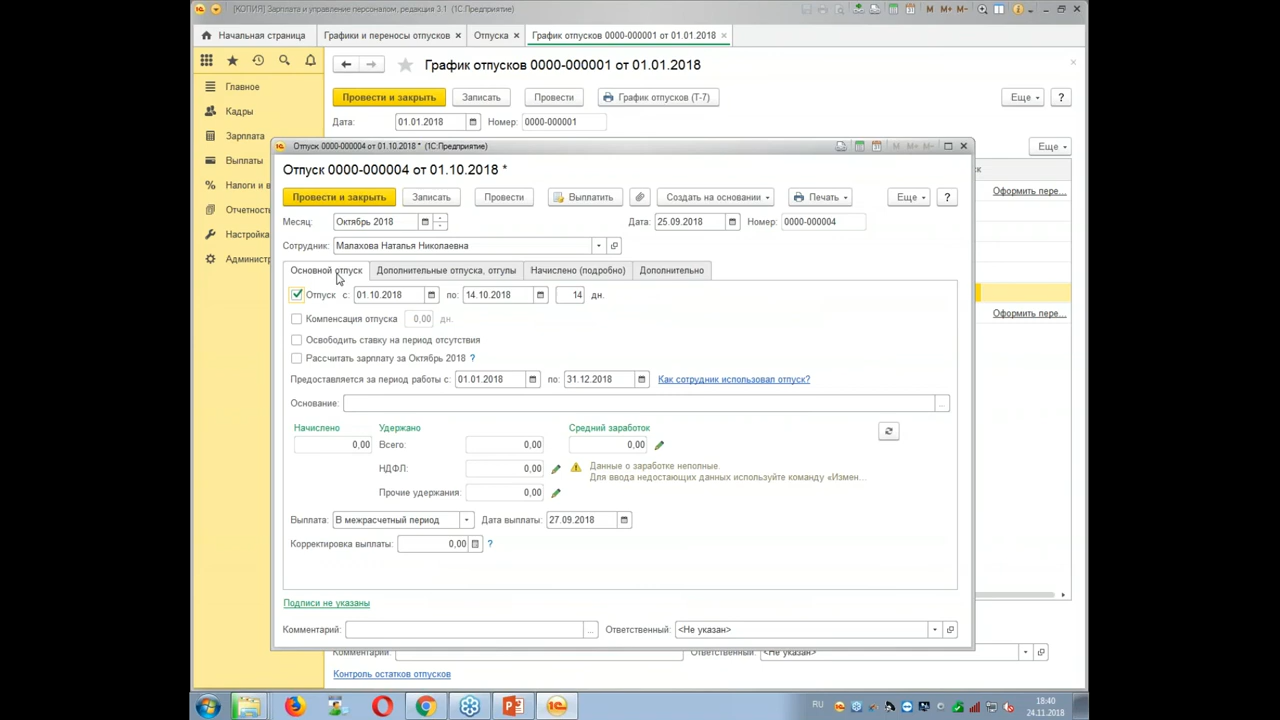 [КОПИЯ] Зарплата и управление персоналом, редакция 3.1 (1С:Предприятие)
M M+ M-
Начальная страница
Графики и переносы отпусков ×
Отпуска ×
График отпусков 0000-000001 от 01.01.2018 ×
График отпусков 0000-000001 от 01.01.2018
Главное
Кадры
Зарплата
Выплаты
Налоги и в
Отчетность
Настройка
Админист
Провести и закрыть
Записать
Провести
График отпусков (Т-7)
Еще
?
Дата: 01.01.2018
Номер: 0000-000001
Еще
Оформить пере...
Оформить пере...
Отпуск 0000-000004 от 01.10.2018 * (1С:Предприятие)
M M+ M-
Отпуск 0000-000004 от 01.10.2018 *
Провести и закрыть
Записать
Провести
Выплатить
Создать на основании
Печать
Еще
?
Месяц: Октябрь 2018
Дата: 25.09.2018
Номер: 0000-000004
Сотрудник: Малахова Наталья Николаевна
Основной отпуск
Дополнительные отпуска, отгулы
Начислено (подробно)
Дополнительно
Отпуск с: 01.10.2018 по: 14.10.2018 14 дн.
Компенсация отпуска 0,00 дн.
Освободить ставку на период отсутствия
Рассчитать зарплату за Октябрь 2018 ?
Предоставляется за период работы с: 01.01.2018 по: 31.12.2018 Как сотрудник использовал отпуск?
Основание:
Начислено Удержано Средний заработок
0,00 Всего: 0,00 0,00
НДФЛ: 0,00 Данные о заработке неполные.
Для ввода недостающих данных используйте команду «Измен...
Прочие удержания: 0,00
Выплата: В межрасчетный период Дата выплаты: 27.09.2018
Корректировка выплаты: 0,00 ?
Подписи не указаны
Комментарий: Ответственный: <Не указан>
Комментарий: Ответственный: <Не указан>
Контроль остатков отпусков
RU
18:40
24.11.2018